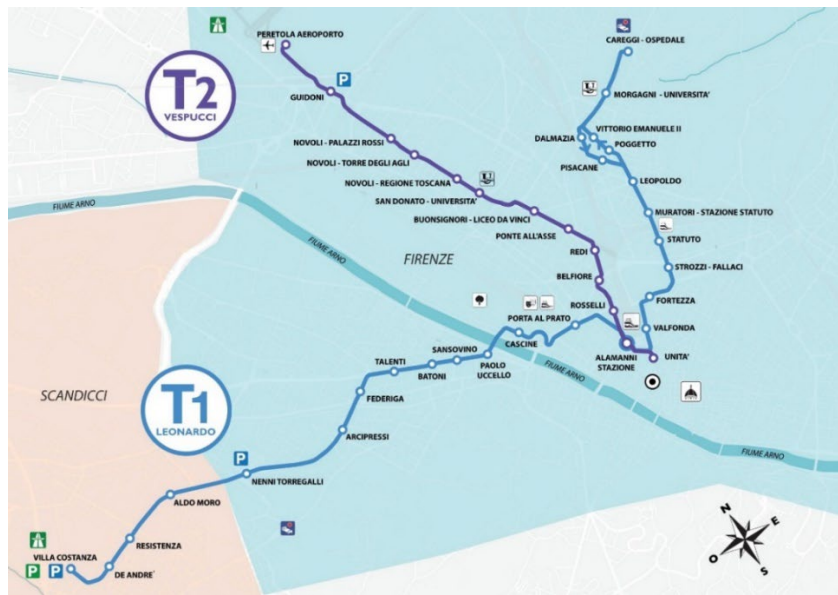 PERETOLA AEROPORTO
P
GUIDONI
T2
VESPUCCI
NOVOLI - PALAZZI ROSSI
NOVOLI - TORRE DEGLI AGLI
NOVOLI - REGIONE TOSCANA
SAN DONATO - UNIVERSITA'
BUONSIGNORI - LICEO DA VINCI
PONTE ALL'ASSE
REDI
BELFIORE
ROSSELLI
ALAMANNI
STAZIONE
UNITA'
CAREGGI - OSPEDALE
MORGAGNI - UNIVERSITA'
DALMAZIA
VITTORIO EMANUELE II
POGGETTO
PISACANE
LEOPOLDO
MURATORI - STAZIONE STATUTO
STATUTO
STROZZI - FALLACI
FORTEZZA
VALFONDA
FIUME ARNO
FIRENZE
FIUME ARNO
FIUME ARNO
PORTA AL PRATO
CASCINE
PAOLO
UCCELLO
SANSOVINO
BATONI
TALENTI
FEDERIGA
ARCIPRESSI
SCANDICCI
T1
LEONARDO
P
NENNI TORREGALLI
ALDO MORO
RESISTENZA
VILLA COSTANZA
P
P
DE ANDRE'
N
E
O
S